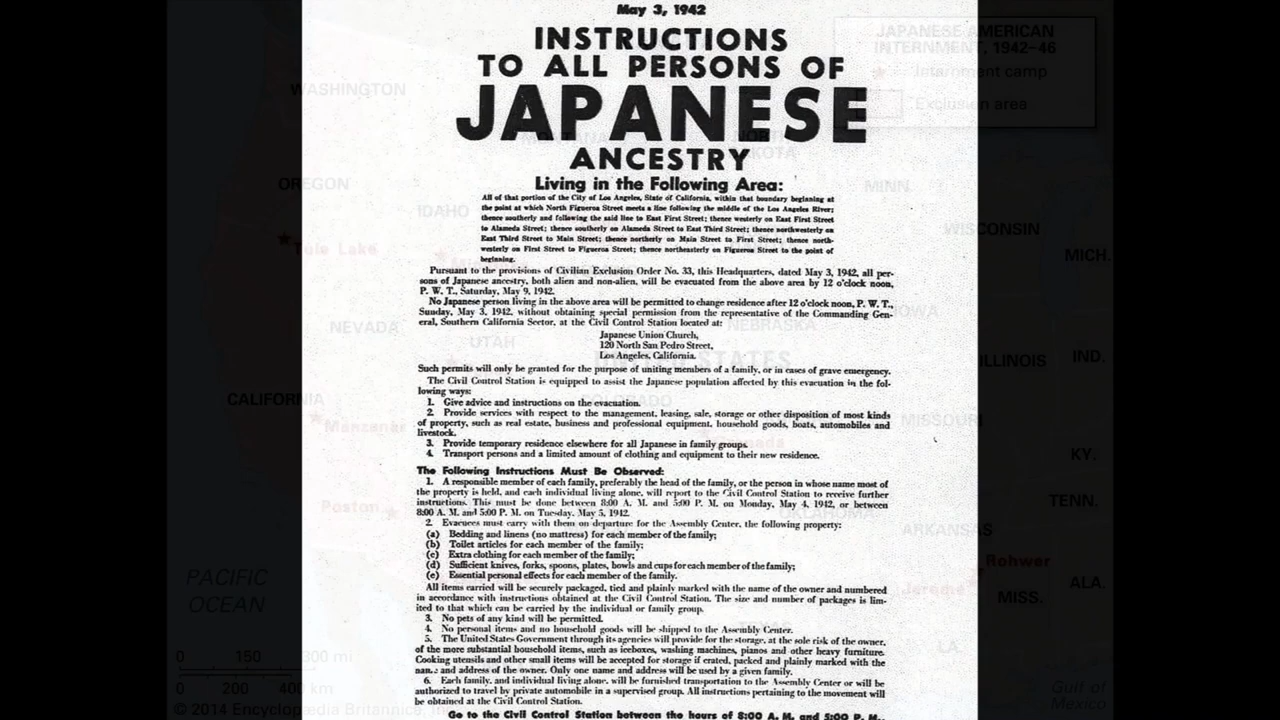 May 3, 1942
INSTRUCTIONS
TO ALL PERSONS OF
JAPANESE
ANCESTRY
Living in the Following Area:
All of that portion of the City of Los Angeles, State of California, within that boundary beginning at
the point at which North Figueroa Street meets a line following the middle of the Los Angeles River;
thence southerly and following the said line to East First Street; thence westerly on East First Street
to Alameda Street; thence southerly on Alameda Street to East Third Street; thence northwesterly on
East Third Street to Main Street; thence northerly on Main Street to First Street; thence north-
westerly on First Street to Figueroa Street; thence northeasterly on Figueroa Street to the point of
beginning.
Pursuant to the provisions of Civilian Exclusion Order No. 33, this Headquarters, dated May 3, 1942, all per-
sons of Japanese ancestry, both alien and non-alien, will be evacuated from the above area by 12 o'clock noon,
P. W. T., Saturday, May 9, 1942.
No Japanese person living in the above area will be permitted to change residence after 12 o'clock noon, P. W. T.,
Sunday, May 3, 1942, without obtaining special permission from the representative of the Commanding Gen-
eral, Southern California Sector, at the Civil Control Station located at:
Japanese Union Church,
120 North San Pedro Street,
Los Angeles, California.
Such permits will only be granted for the purpose of uniting members of a family, or in cases of grave emergency.
The Civil Control Station is equipped to assist the Japanese population affected by this evacuation in the fol-
lowing ways:
1. Give advice and instructions on the evacuation.
2. Provide services with respect to the management, leasing, sale, storage or other disposition of most kinds
of property, such as real estate, business and professional equipment, household goods, boats, automobiles and
livestock.
3. Provide temporary residence elsewhere for all Japanese in family groups.
4. Transport persons and a limited amount of clothing and equipment to their new residence.
The Following Instructions Must Be Observed:
1. A responsible member of each family, preferably the head of the family, or the person in whose name most of
the property is held, and each individual living alone, will report to the Civil Control Station to receive further
instructions. This must be done between 8:00 A. M. and 5:00 P. M. on Monday, May 4, 1942, or between
8:00 A. M. and 5:00 P. M. on Tuesday, May 5, 1942.
2. Evacuees must carry with them on departure for the Assembly Center, the following property:
(a) Bedding and linens (no mattress) for each member of the family;
(b) Toilet articles for each member of the family;
(c) Extra clothing for each member of the family;
(d) Sufficient knives, forks, spoons, plates, bowls and cups for each member of the family;
(e) Essential personal effects for each member of the family.
All items carried will be securely packaged, tied and plainly marked with the name of the owner and numbered
in accordance with instructions obtained at the Civil Control Station. The size and number of packages is lim-
ited to that which can be carried by the individual or family group.
3. No pets of any kind will be permitted.
4. No personal items and no household goods will be shipped to the Assembly Center.
5. The United States Government through its agencies will provide for the storage, at the sole risk of the owner,
of the more substantial household items, such as iceboxes, washing machines, pianos and other heavy furniture.
Cooking utensils and other small items will be accepted for storage if crated, packed and plainly marked with the
name and address of the owner. Only one name and address will be used by a given family.
6. Each family, and individual living alone, will be furnished transportation to the Assembly Center or will be
authorized to travel by private automobile in a supervised group. All instructions pertaining to the movement will
be obtained at the Civil Control Station.
Go to the Civil Control Station between the hours of 8:00 A. M. and 5:00 P. M.,
JAPANESE AMERICAN
INTERNMENT, 1942–46
Internment camp
Exclusion area
WASHINGTON
MONTANA
NORTH
DAKOTA
MINN.
OREGON
IDAHO
WISCONSIN
MICH.
Tule Lake
NEVADA
UTAH
NEBRASKA
IOWA
UNITED STATES
ILLINOIS
IND.
CALIFORNIA
COLORADO
MISSOURI
Manzanar
KY.
Poston
OKLAHOMA
TENN.
ARKANSAS
Rohwer
Jerome
PACIFIC
OCEAN
MISS.
ALA.
TEXAS
LA.
0 150 300 mi
0 200 400 km
Gulf of
Mexico
© 2014 Encyclopædia Britannica, Inc.